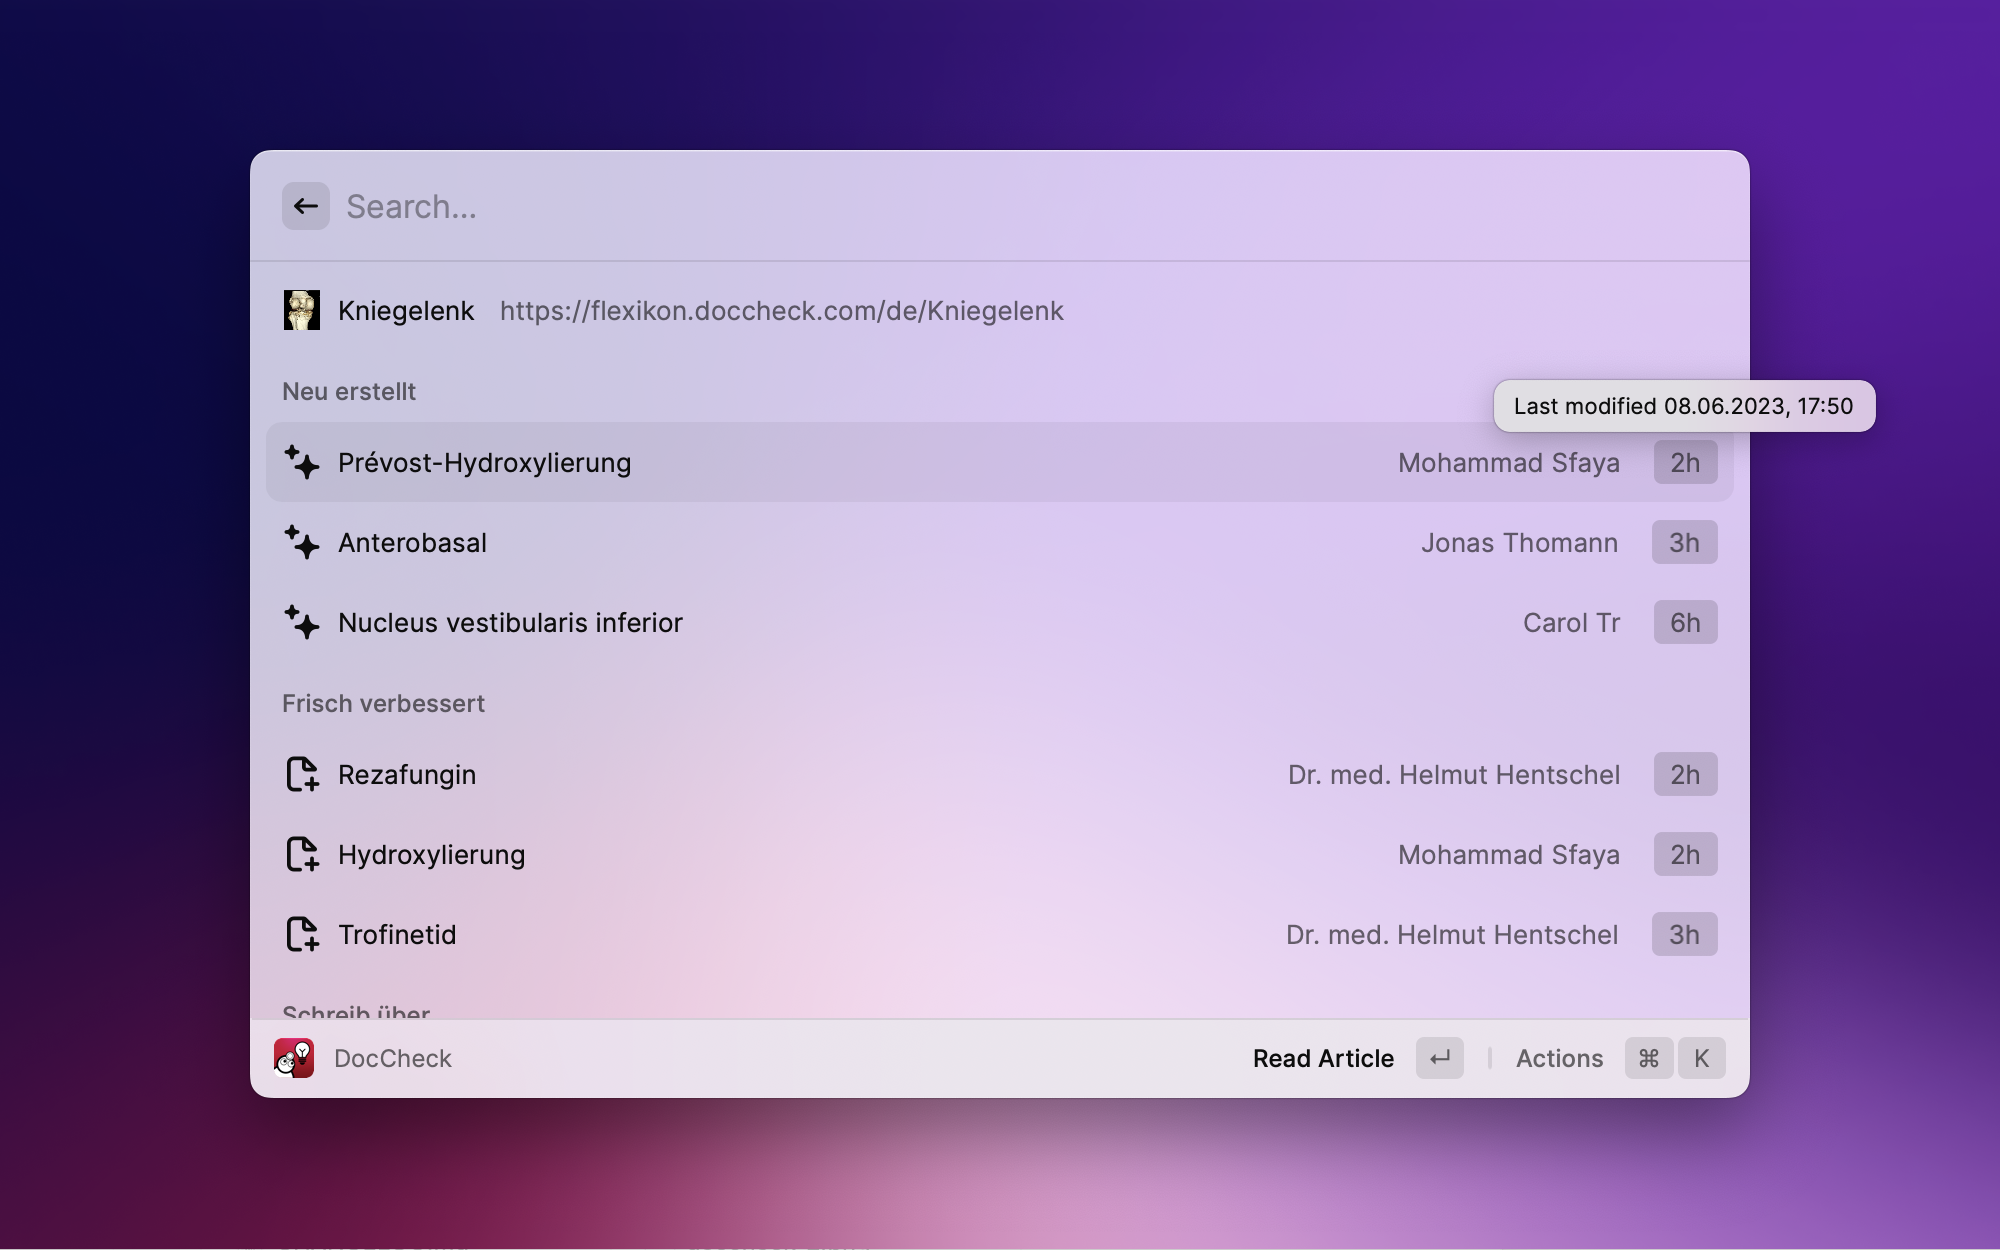 Search...
Kniegelenk https://flexikon.doccheck.com/de/Kniegelenk
Neu erstellt
Last modified 08.06.2023, 17:50
Prévost-Hydroxylierung Mohammad Sfaya 2h
Anterobasal Jonas Thomann 3h
Nucleus vestibularis inferior Carol Tr 6h
Frisch verbessert
Rezafungin Dr. med. Helmut Hentschel 2h
Hydroxylierung Mohammad Sfaya 2h
Trofinetid Dr. med. Helmut Hentschel 3h
Schreib über
DocCheck Read Article ↵ Actions ⌘ K